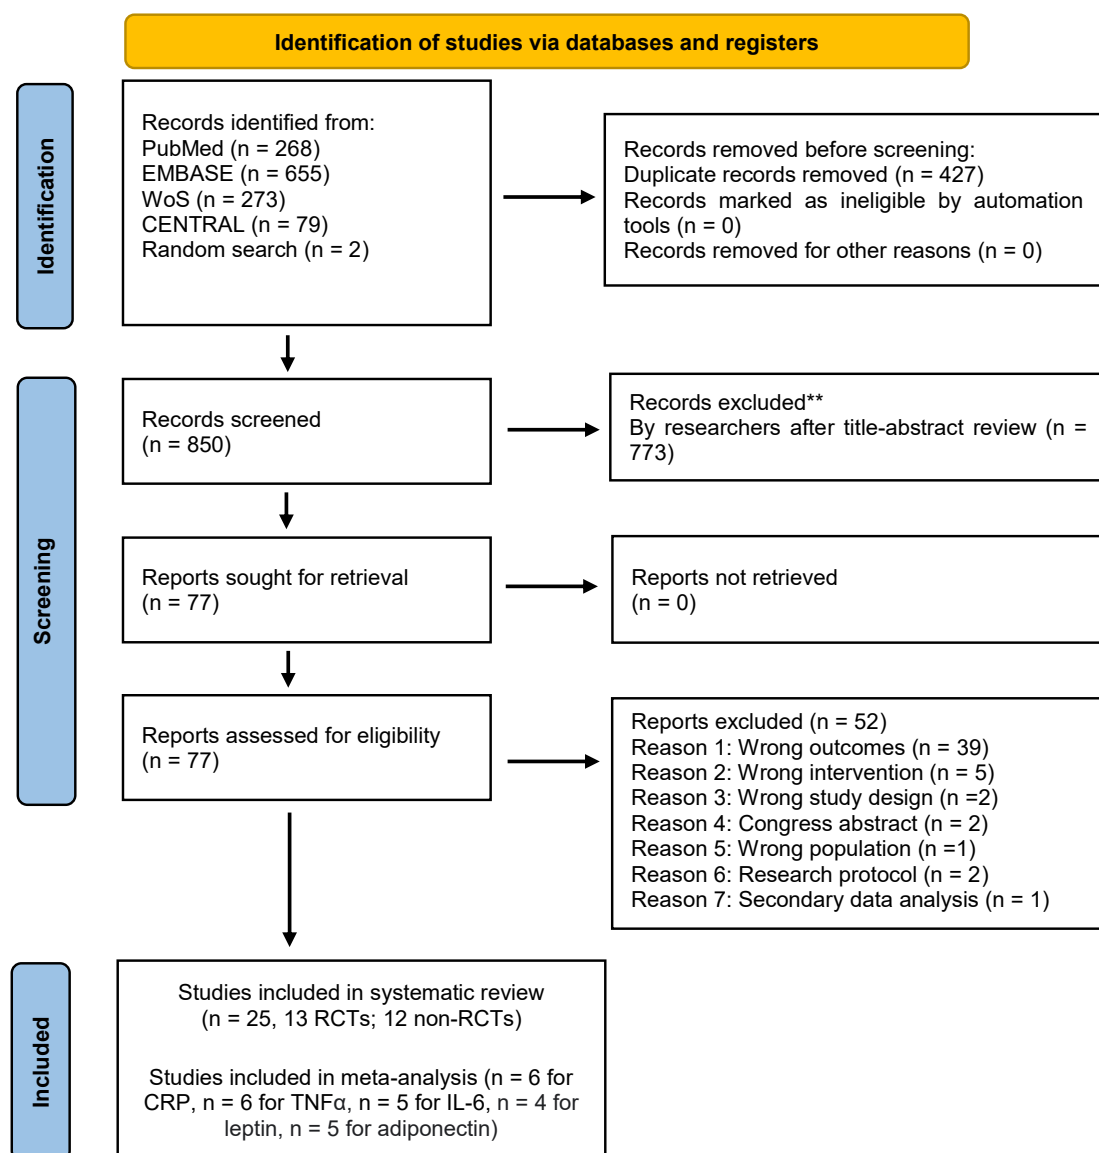 Identification of studies via databases and registers
Identification
Records identified from:
PubMed (n = 268)
EMBASE (n = 655)
WoS (n = 273)
CENTRAL (n = 79)
Random search (n = 2)
Records removed before screening:
Duplicate records removed (n = 427)
Records marked as ineligible by automation
tools (n = 0)
Records removed for other reasons (n = 0)
Screening
Records screened
(n = 850)
Records excluded**
By researchers after title-abstract review (n =
773)
Reports sought for retrieval
(n = 77)
Reports not retrieved
(n = 0)
Reports assessed for eligibility
(n = 77)
Reports excluded (n = 52)
Reason 1: Wrong outcomes (n = 39)
Reason 2: Wrong intervention (n = 5)
Reason 3: Wrong study design (n =2)
Reason 4: Congress abstract (n = 2)
Reason 5: Wrong population (n =1)
Reason 6: Research protocol (n = 2)
Reason 7: Secondary data analysis (n = 1)
Included
Studies included in systematic review
(n = 25, 13 RCTs; 12 non-RCTs)
Studies included in meta-analysis (n = 6 for
CRP, n = 6 for TNFα, n = 5 for IL-6, n = 4 for
leptin, n = 5 for adiponectin)